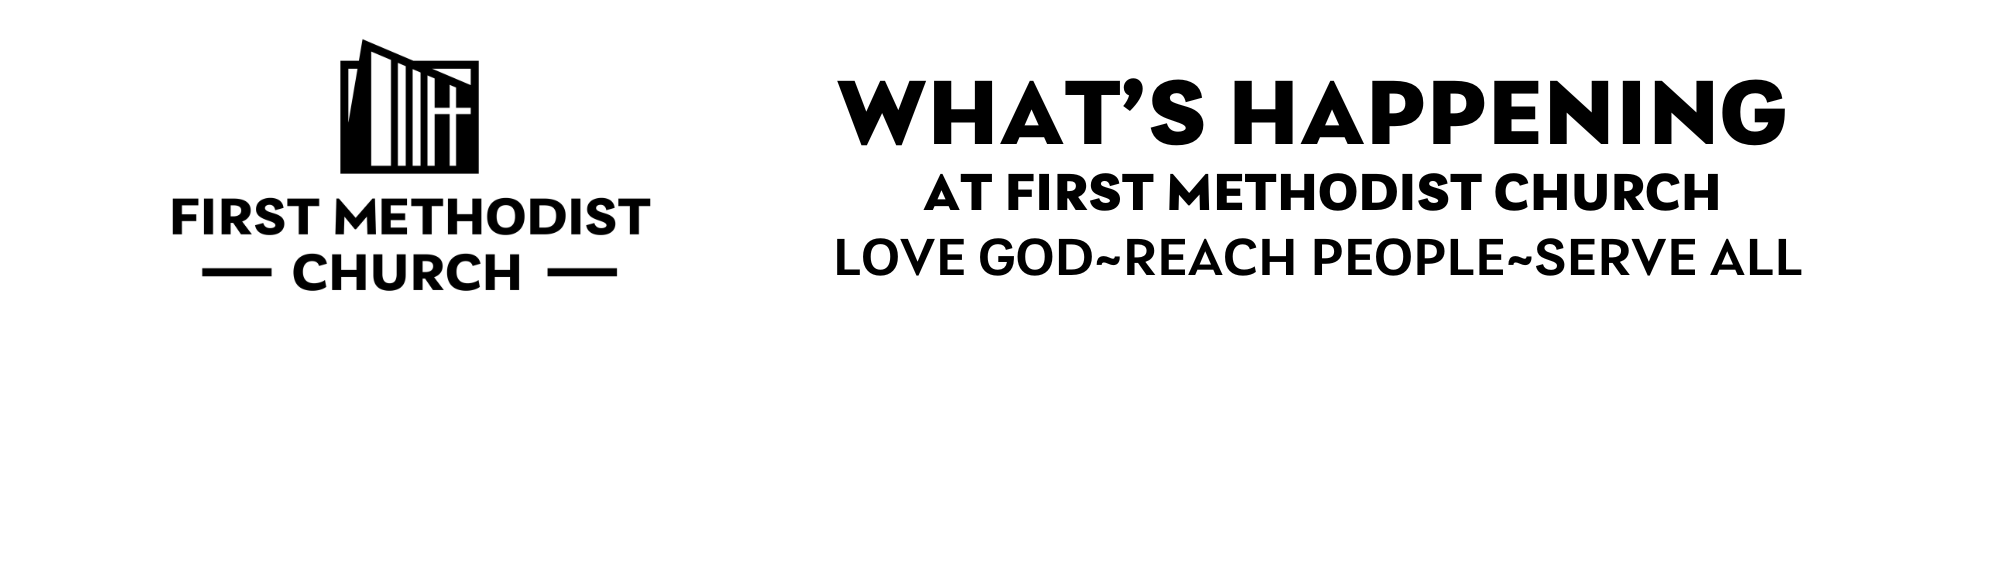 FIRST METHODIST
CHURCH
WHAT’S HAPPENING
AT FIRST METHODIST CHURCH
LOVE GOD~REACH PEOPLE~SERVE ALL